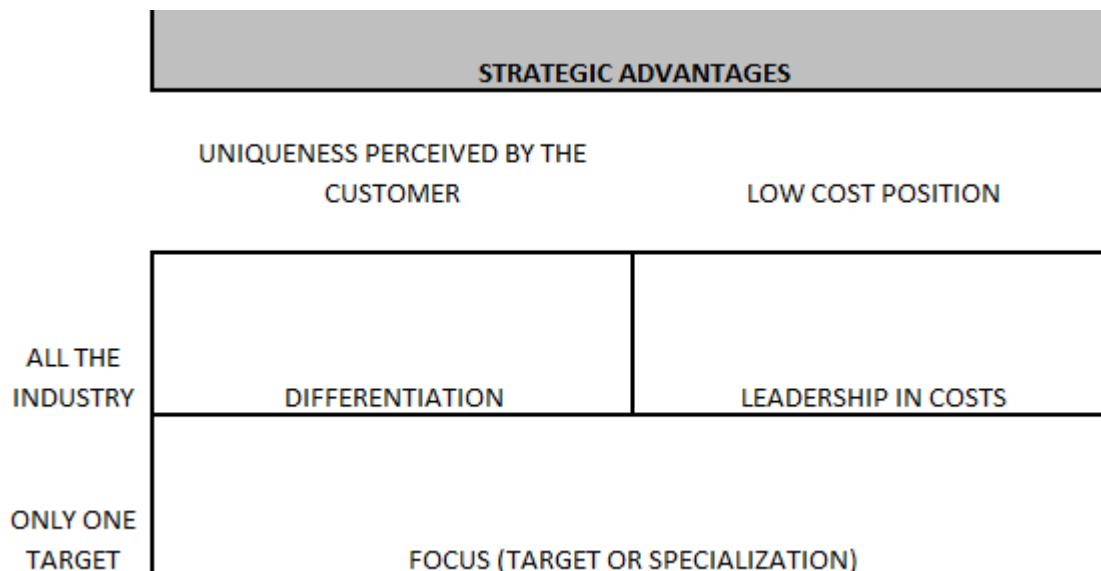 STRATEGIC ADVANTAGES
UNIQUENESS PERCEIVED BY THE
CUSTOMER
LOW COST POSITION
ALL THE
INDUSTRY
DIFFERENTIATION
LEADERSHIP IN COSTS
ONLY ONE
TARGET
FOCUS (TARGET OR SPECIALIZATION)